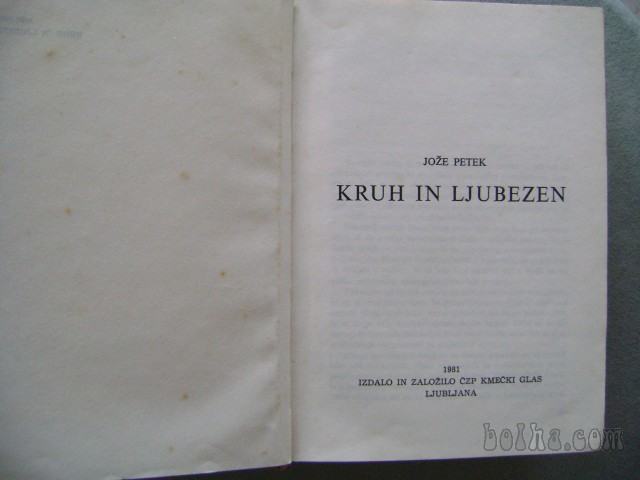 JOŽE PETEK
KRUH IN LJUBEZEN
1981
IZDALO IN ZALOŽILO ČZP KMEČKI GLAS
LJUBLJANA
bolha.com